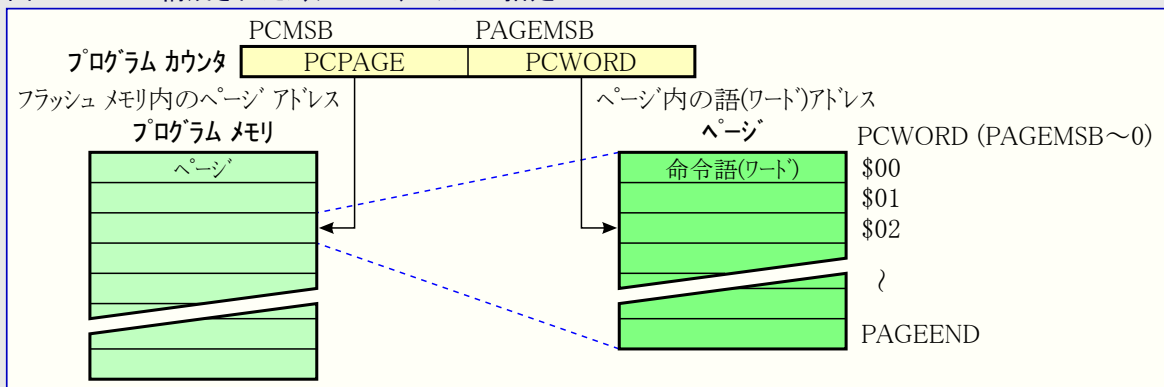 PCMSB PAGEMSB
プログラム カウンタ PCPAGE PCWORD
フラッシュ メモリ内のページ アドレス ページ内の語(ワード)アドレス
プログラム メモリ ページ PCWORD (PAGEMSB～0)
ページ 命令語(ワード) $00
$01
$02
～
PAGEEND